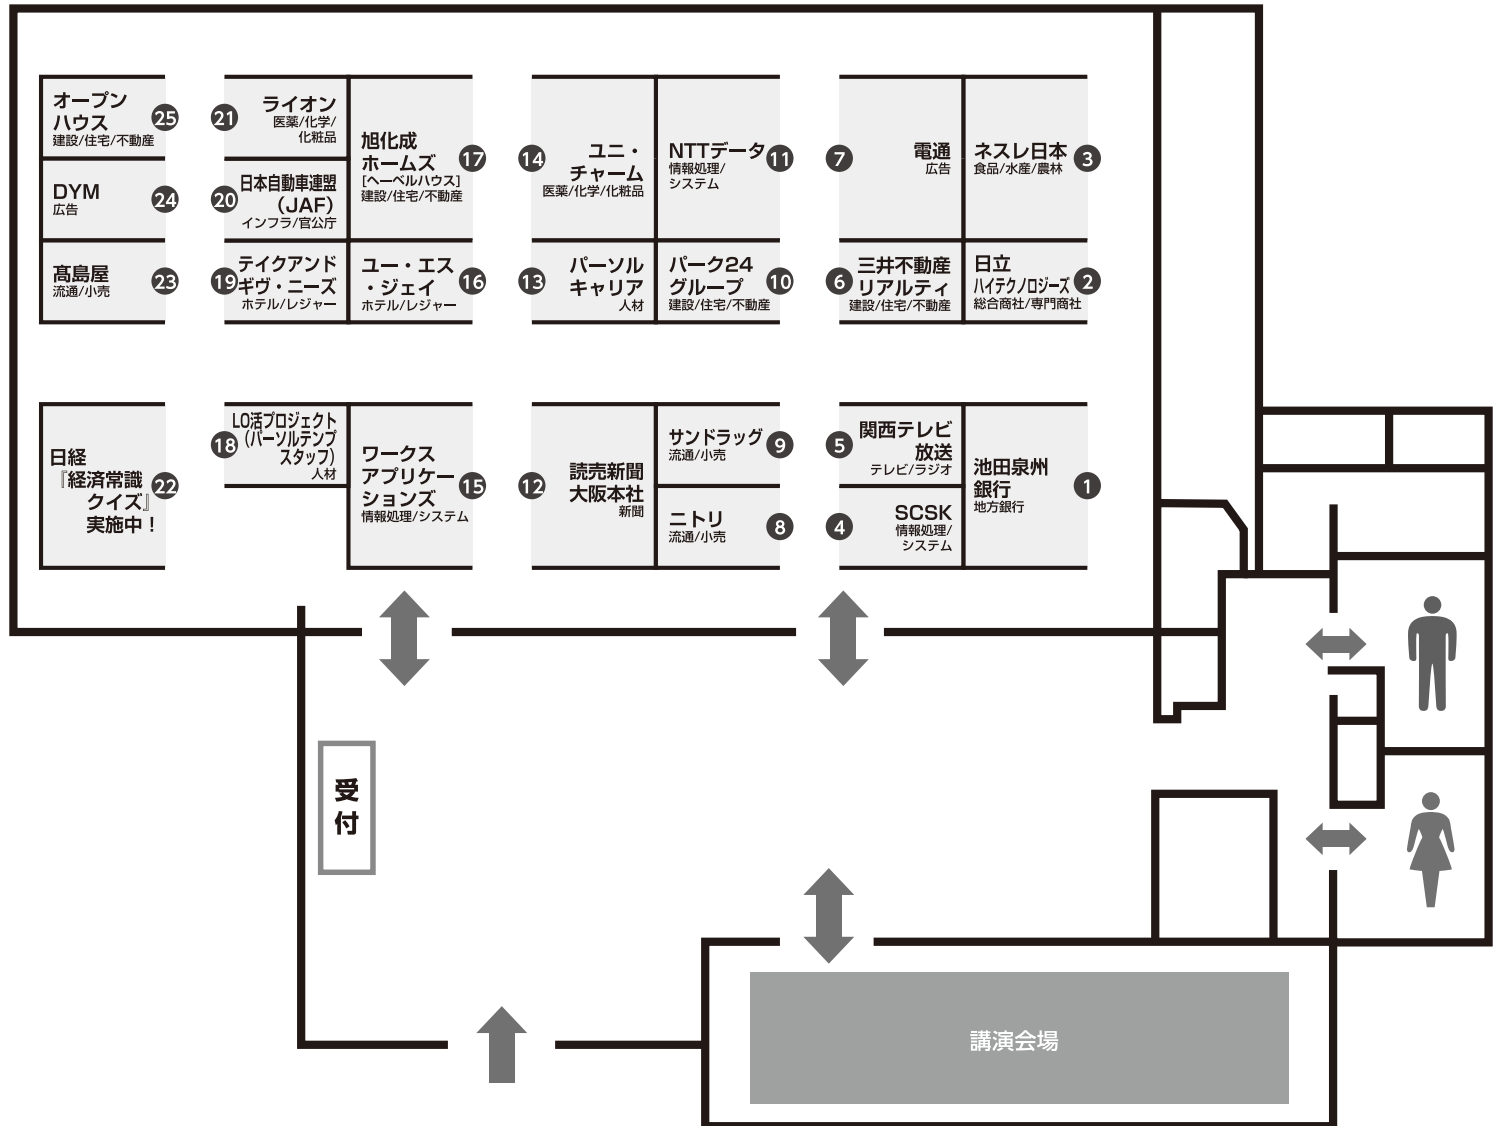 オープン
ハウス
建設/住宅/不動産
25
DYM
広告
24
髙島屋
流通/小売
23
21
ライオン
医薬/化学/
化粧品
20
日本自動車連盟
(JAF)
インフラ/官公庁
19
テイクアンド
ギヴ・ニーズ
ホテル/レジャー
旭化成
ホームズ
[ヘーベルハウス]
建設/住宅/不動産
17
ユー・エス
・ジェイ
ホテル/レジャー
16
14
ユニ・
チャーム
医薬/化学/化粧品
13
パーソル
キャリア
人材
NTTデータ
情報処理/
システム
11
パーク24
グループ
建設/住宅/不動産
10
7
電通
広告
6
三井不動産
リアルティ
建設/住宅/不動産
ネスレ日本
食品/水産/農林
3
日立
ハイテクノロジーズ
総合商社/専門商社
2
日経
『経済常識
クイズ』
実施中!
22
18
LO活プロジェクト
(パーソルテンプ
スタッフ)
人材
ワークス
アプリケー
ションズ
情報処理/システム
15
12
読売新聞
大阪本社
新聞
サンドラッグ
流通/小売
9
ニトリ
流通/小売
8
5
関西テレビ
放送
テレビ/ラジオ
4
SCSK
情報処理/
システム
池田泉州
銀行
地方銀行
1
受付
講演会場